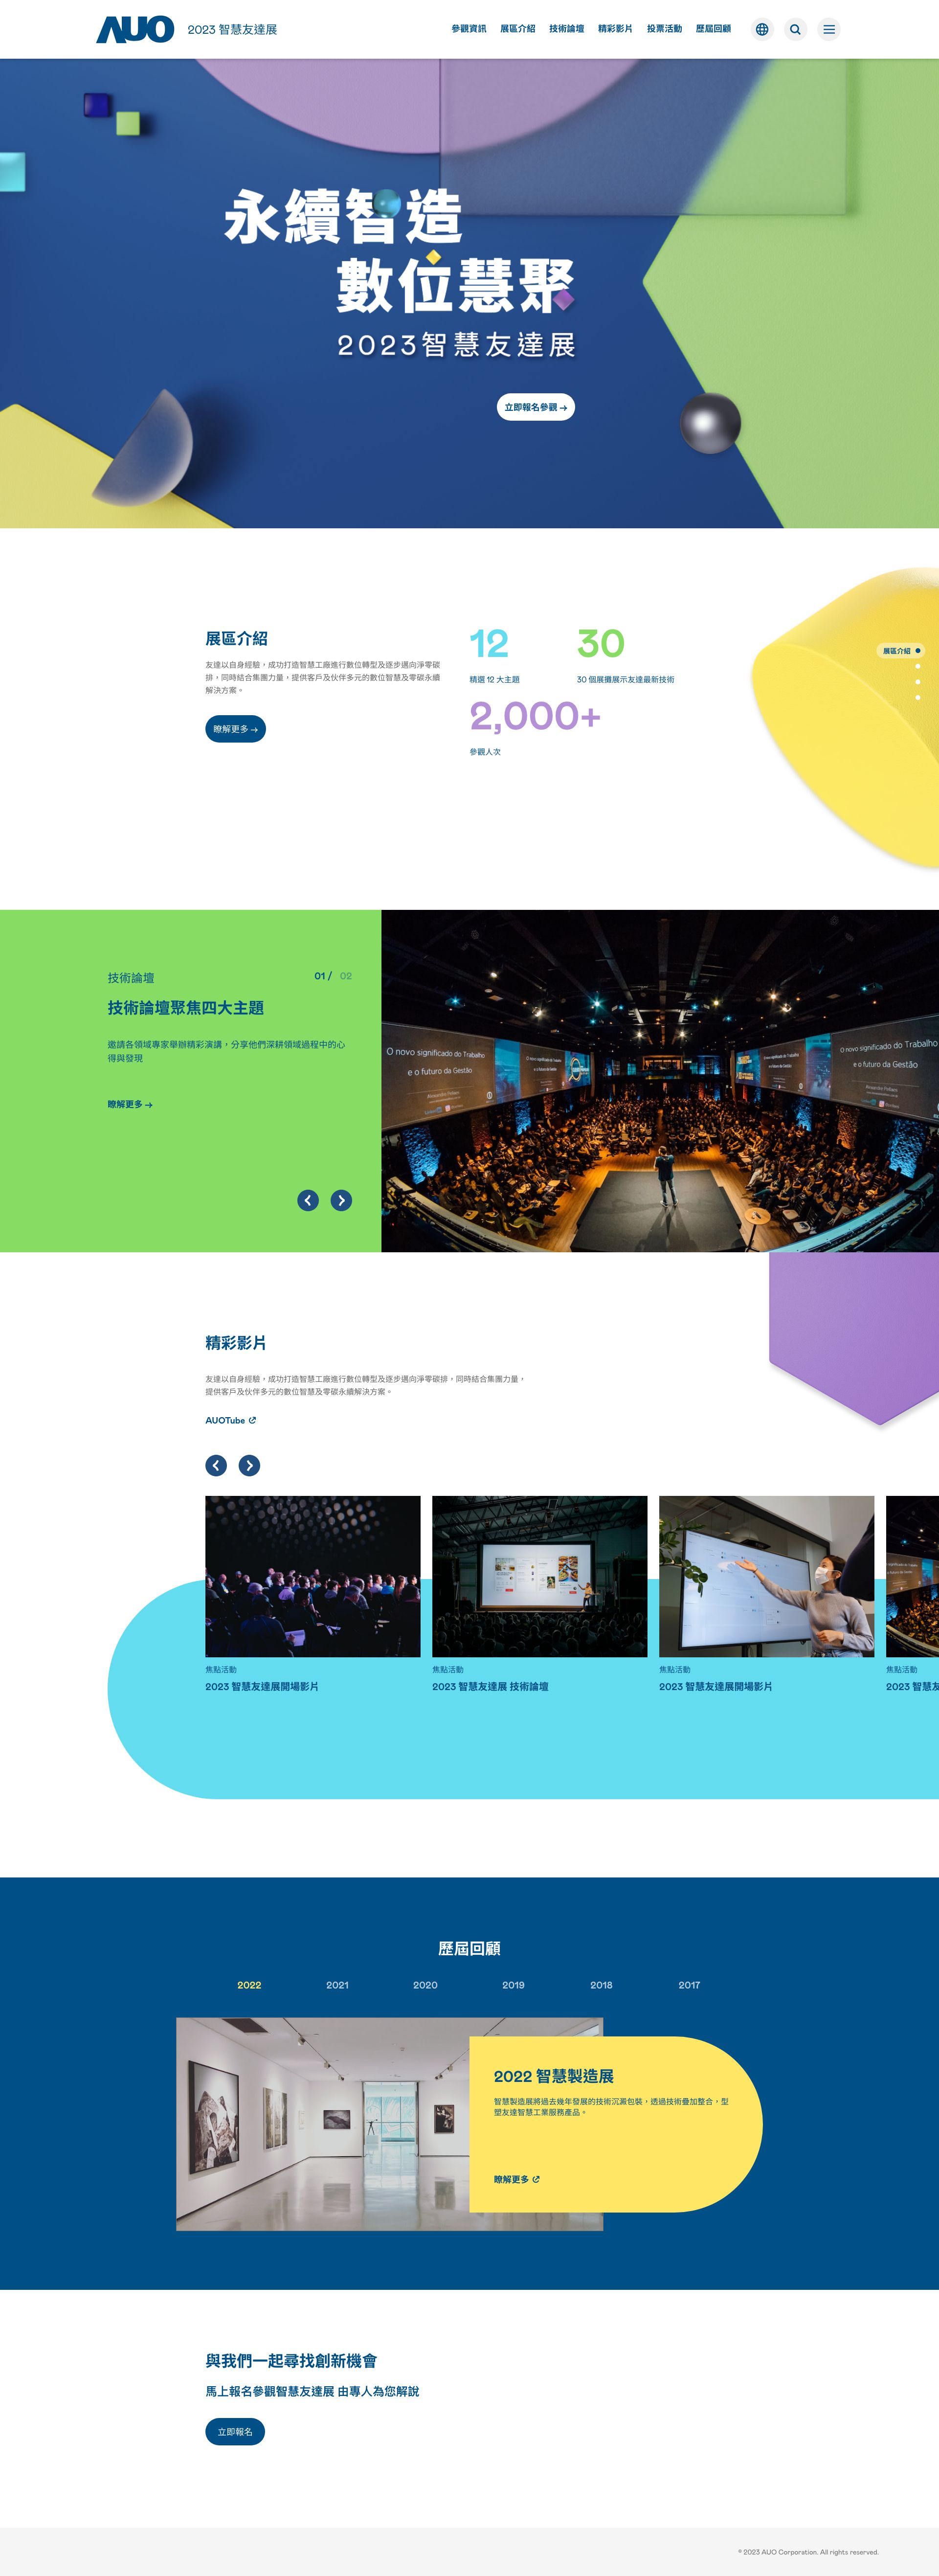 AUO 2023 智慧友達展
參觀資訊 展區介紹 技術論壇 精彩影片 投票活動 歷屆回顧
永續智造
數位慧聚
2023智慧友達展
立即報名參觀→
展區介紹
友達以自身經驗，成功打造智慧工廠進行數位轉型及逐步邁向淨零碳
排，同時結合集團力量，提供客戶及伙伴多元的數位智慧及零碳永續
解決方案。
瞭解更多→
12
精選 12 大主題
30
30 個展攤展示友達最新技術
2,000+
參觀人次
展區介紹
技術論壇
01 / 02
技術論壇聚焦四大主題
邀請各領域專家舉辦精彩演講，分享他們深耕領域過程中的心
得與發現
瞭解更多→
O novo significado do Trabalho
e o futuro da Gestão
O novo significado do Trabalho
e o futuro da Gestão
精彩影片
友達以自身經驗，成功打造智慧工廠進行數位轉型及逐步邁向淨零碳排，同時結合集團力量，
提供客戶及伙伴多元的數位智慧及零碳永續解決方案。
AUOTube
焦點活動
2023 智慧友達展開場影片
焦點活動
2023 智慧友達展 技術論壇
焦點活動
2023 智慧友達展開場影片
焦點活動
2023 智慧友
歷屆回顧
2022 2021 2020 2019 2018 2017
2022 智慧製造展
智慧製造展將過去幾年發展的技術沉澱包裝，透過技術疊加整合，型
塑友達智慧工業服務產品。
瞭解更多
與我們一起尋找創新機會
馬上報名參觀智慧友達展 由專人為您解說
立即報名
© 2023 AUO Corporation. All rights reserved.